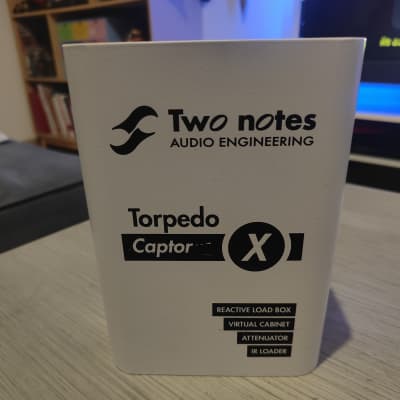 Two notes
AUDIO ENGINEERING
Torpedo
Captor X
REACTIVE LOAD BOX
VIRTUAL CABINET
ATTENUATOR
IR LOADER